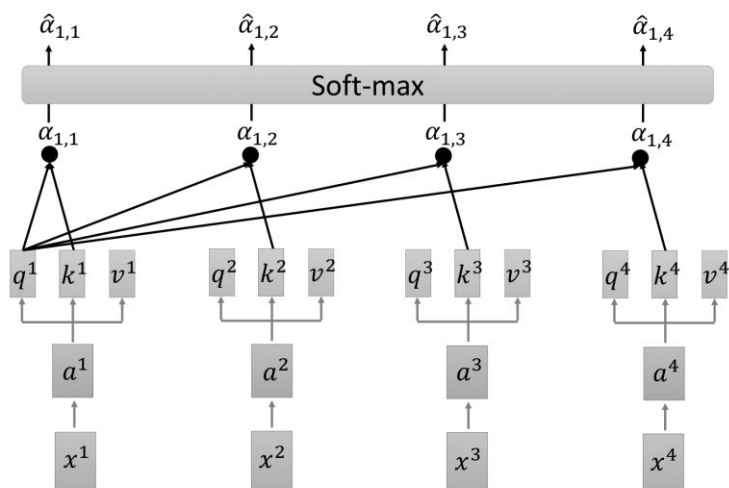 α̂₁,₁ α̂₁,₂ α̂₁,₃ α̂₁,₄
Soft-max
α₁,₁ α₁,₂ α₁,₃ α₁,₄
q¹ k¹ v¹ q² k² v² q³ k³ v³ q⁴ k⁴ v⁴
a¹ a² a³ a⁴
x¹ x² x³ x⁴